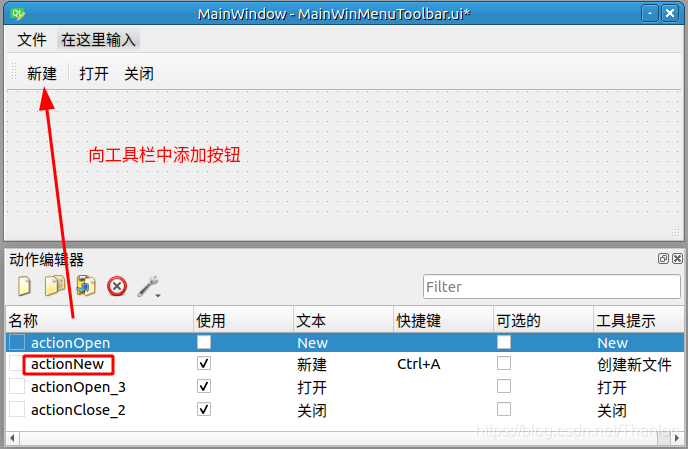 MainWindow - MainWinMenuToolbar.ui*
文件 在这里输入
新建 打开 关闭
向工具栏中添加按钮
动作编辑器
Filter
名称 使用 文本 快捷键 可选的 工具提示
actionOpen New New
actionNew 新建 Ctrl+A 创建新文件
actionOpen_3 打开 打开
actionClose_2 关闭 关闭
https://blog.csdn.net/Thanlon